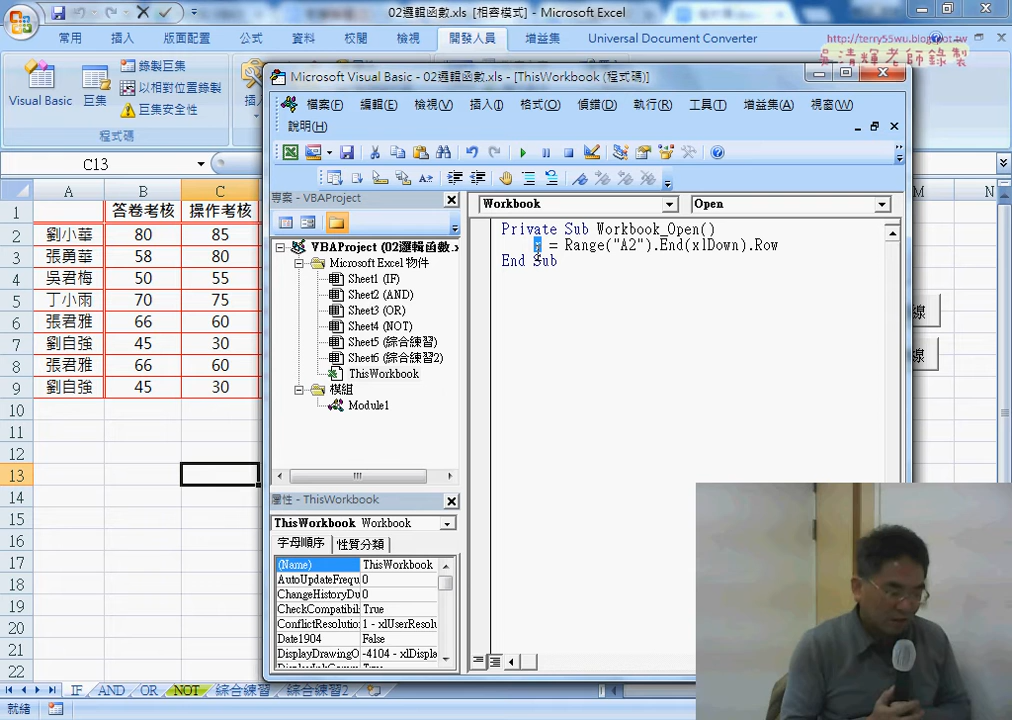 02邏輯函數.xls [相容模式] - Microsoft Excel
常用 插入 版面配置 公式 資料 校閱 檢視 開發人員 增益集 Universal Document Converter
http://terry55wu.blogspot.tw
吳清輝老師錄製
Visual Basic
巨集
錄製巨集
以相對位置錄製
巨集安全性
插
程式碼
C13
A B C M N
1 答卷考核 操作考核
2 劉小華 80 85
3 張勇華 58 80
4 吳君梅 50 55
5 丁小雨 70 75
6 張君雅 66 60
7 劉自強 45 30
8 張君雅 66 60
9 劉自強 45 30
10
11
12
13
14
15
16
17
18
19
20
21
22
線
線
IF AND OR NOT 綜合練習 綜合練習2
就緒
Microsoft Visual Basic - 02邏輯函數.xls - [ThisWorkbook (程式碼)]
檔案(F) 編輯(E) 檢視(V) 插入(I) 格式(O) 偵錯(D) 執行(R) 工具(T) 增益集(A) 視窗(W)
說明(H)
專案 - VBAProject
VBAProject (02邏輯函數.x
Microsoft Excel 物件
Sheet1 (IF)
Sheet2 (AND)
Sheet3 (OR)
Sheet4 (NOT)
Sheet5 (綜合練習)
Sheet6 (綜合練習2)
ThisWorkbook
模組
Module1
屬性 - ThisWorkbook
ThisWorkbook Workbook
字母順序 性質分類
(Name) ThisWorkbook
AutoUpdateFrequ 0
ChangeHistoryDu 0
CheckCompatibil True
ConflictResolutio 1 - xlUserResolu
Date1904 False
DisplayDrawingO -4104 - xlDispla
Workbook Open
Private Sub Workbook_Open()
r = Range("A2").End(xlDown).Row
End Sub